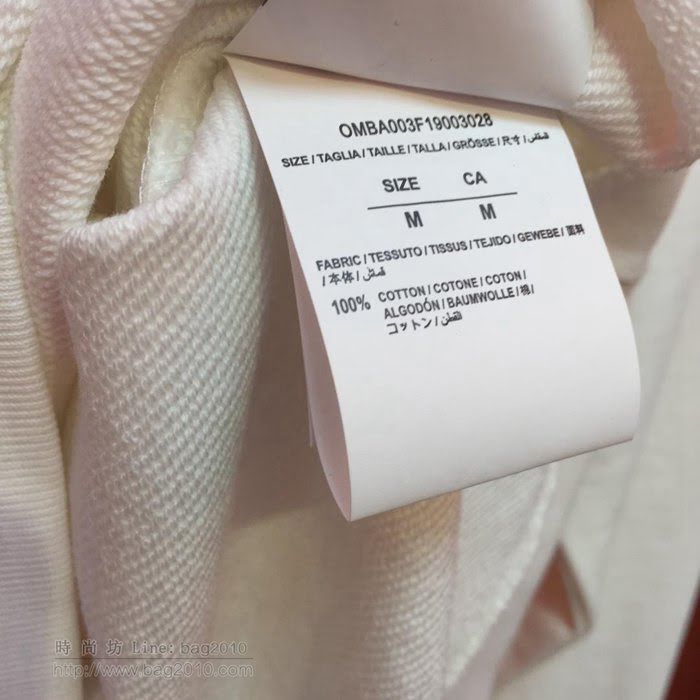 OMBA003F19003028
SIZE / TAGLIA / TAILLE / TALLA / GRÖSSE / 尺寸 /
SIZE CA
M M
FABRIC / TESSUTO / TISSUS / TEJIDO / GEWEBE / 面料
/ 本体 / قماش /
100% COTTON / COTONE / COTON /
ALGODÓN / BAUMWOLLE / 棉 /
コットン / القطن /
時尚坊 Line: bag2010
http://www.bag2010.com/